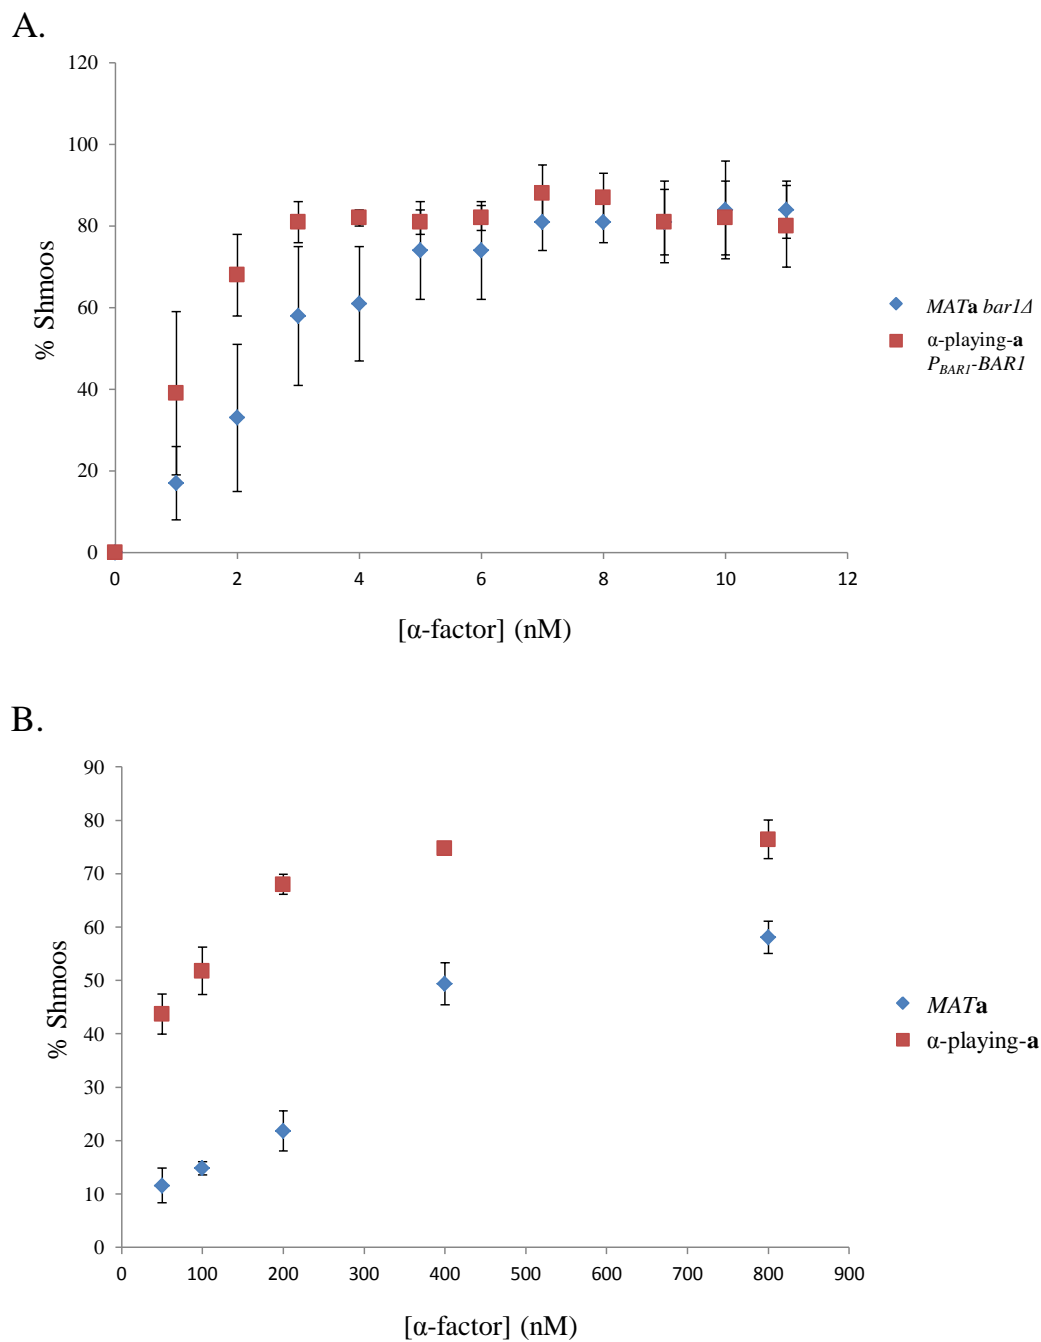 A.
120
100
80
60
40
20
0
0 2 4 6 8 10 12
% Shmoos
[α-factor] (nM)
MATa bar1Δ
α-playing-a
P_BAR1-BAR1
B.
90
80
70
60
50
40
30
20
10
0
0 100 200 300 400 500 600 700 800 900
% Shmoos
[α-factor] (nM)
MATa
α-playing-a